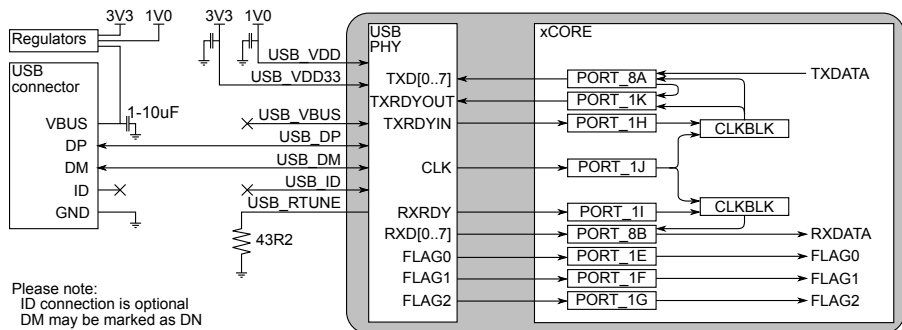 3V3 1V0
Regulators
USB
connector
VBUS
1-10uF
DP
DM
ID
GND
Please note:
ID connection is optional
DM may be marked as DN
3V3 1V0
USB_VDD
USB_VDD33
USB_VBUS
USB_DP
USB_DM
USB_ID
USB_RTUNE
43R2
USB
PHY
TXD[0..7]
TXRDYOUT
TXRDYIN
CLK
RXRDY
RXD[0..7]
FLAG0
FLAG1
FLAG2
xCORE
PORT_8A
PORT_1K
PORT_1H
PORT_1J
PORT_1I
PORT_8B
PORT_1E
PORT_1F
PORT_1G
CLKBLK
CLKBLK
TXDATA
RXDATA
FLAG0
FLAG1
FLAG2